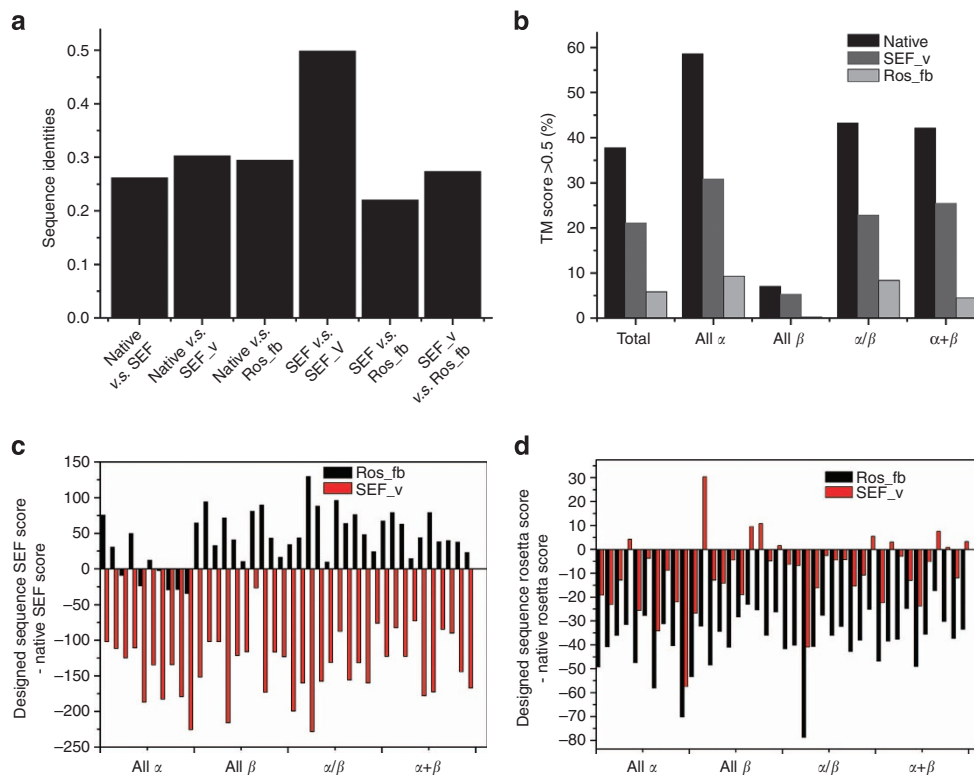 a
0.5
0.4
0.3
0.2
0.1
0.0
Sequence identities
Native
v.s. SEF
Native v.s.
SEF_v
Native v.s.
Ros_fb
SEF v.s.
SEF_V
SEF v.s.
Ros_fb
SEF_v
v.s. Ros_fb
b
60
50
40
30
20
10
0
TM score >0.5 (%)
Native
SEF_v
Ros_fb
Total
All α
All β
α/β
α+β
c
150
100
50
0
−50
−100
−150
−200
−250
Designed sequence SEF score
- native SEF score
Ros_fb
SEF_v
All α
All β
α/β
α+β
d
30
20
10
0
−10
−20
−30
−40
−50
−60
−70
−80
Designed sequence rosetta score
- native rosetta score
Ros_fb
SEF_v
All α
All β
α/β
α+β